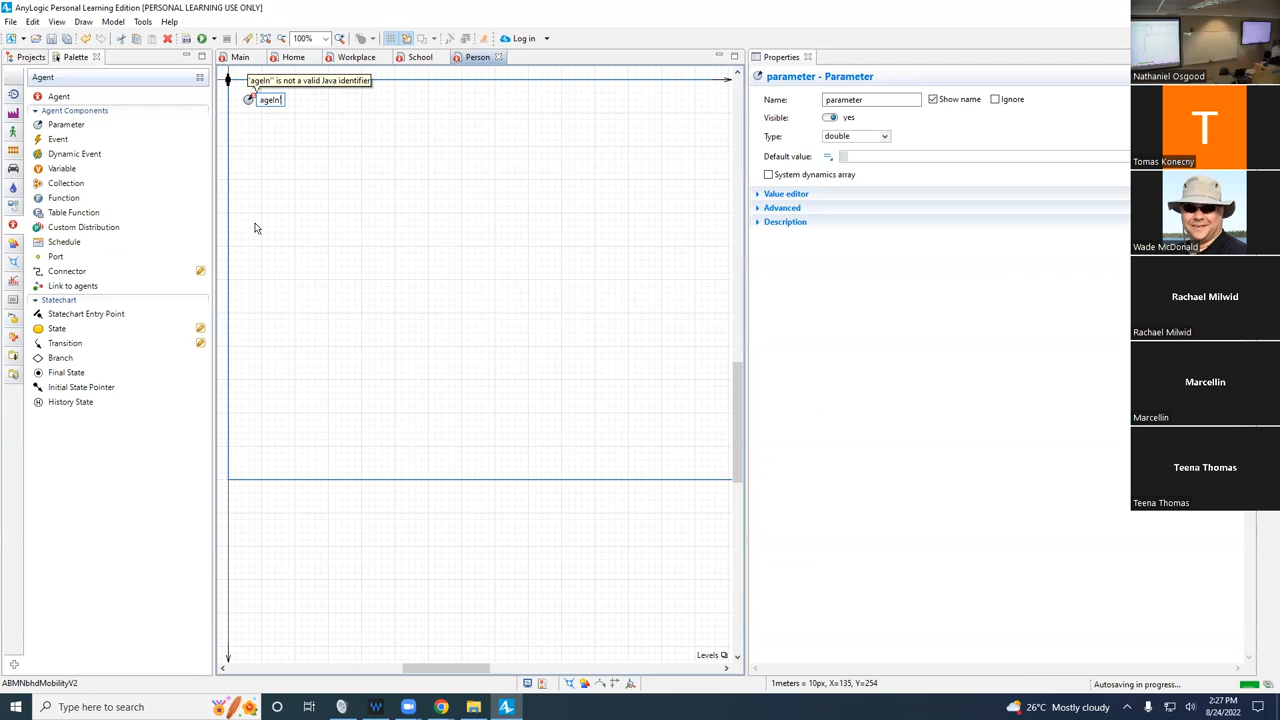 AnyLogic Personal Learning Edition [PERSONAL LEARNING USE ONLY]
File Edit View Draw Model Tools Help
100% Log in
Projects Palette
Main Home Workplace School Person
Properties
Agent
Agent
Agent Components
Parameter
Event
Dynamic Event
Variable
Collection
Function
Table Function
Custom Distribution
Schedule
Port
Connector
Link to agents
Statechart
Statechart Entry Point
State
Transition
Branch
Final State
Initial State Pointer
History State
'ageIn'' is not a valid Java identifier
ageIn'
Levels
parameter - Parameter
Name: parameter Show name Ignore
Visible: yes
Type: double
Default value:
System dynamics array
Value editor
Advanced
Description
Nathaniel Osgood
T
Tomas Konecny
Wade McDonald
Rachael Milwid
Rachael Milwid
Marcellin
Marcellin
Teena Thomas
Teena Thomas
ABMNbhdMobilityV2
1meters = 10px, X=135, Y=254
Autosaving in progress...
Type here to search
26°C Mostly cloudy
2:27 PM
8/24/2022